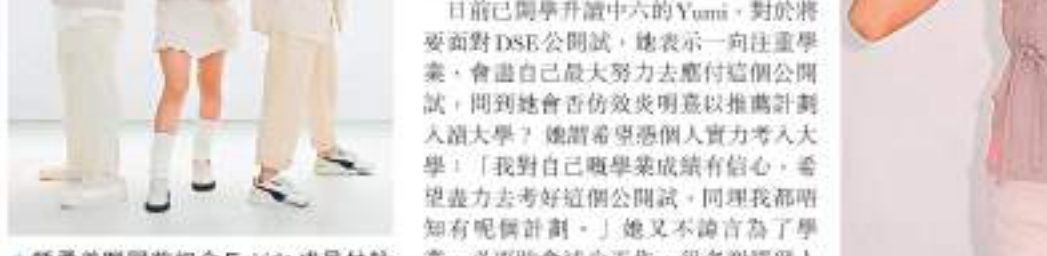 日前已開學升讀中六的Yumi，對於將
要面對DSE公開試，她表示一向注重學
業，會盡自己最大努力去應付這個公開
試，問到她會否仿效炎明熹以推薦計劃
入讀大學？她謂希望憑個人實力考入大
學：「我對自己嘅學業成績有信心，希
望盡力去考好這個公開試。同埋我都唔
知有呢個計劃。」她又不諱言為了學